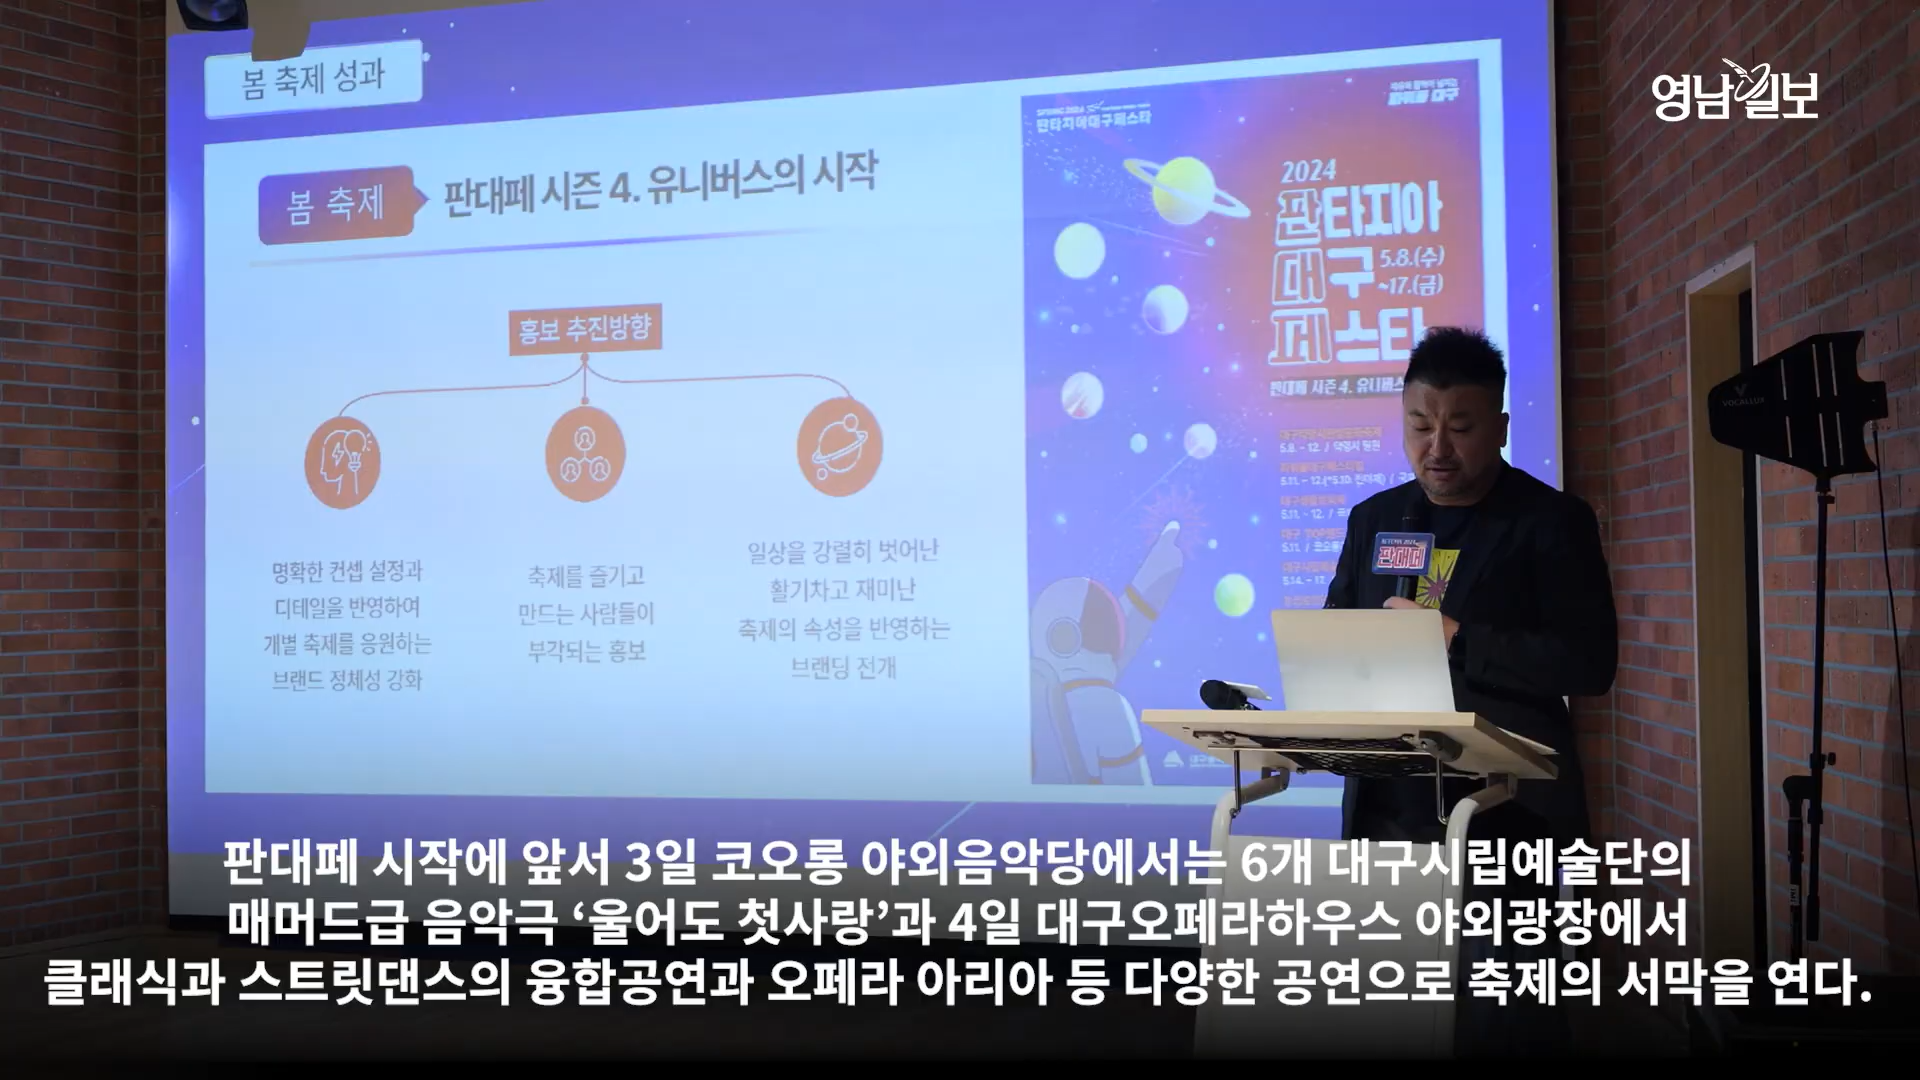 봄 축제 성과
영남일보
봄 축제
판대페 시즌 4. 유니버스의 시작
홍보 추진방향
명확한 컨셉 설정과
디테일을 반영하여
개별 축제를 응원하는
브랜드 정체성 강화
축제를 즐기고
만드는 사람들이
부각되는 홍보
일상을 강렬히 벗어난
활기차고 재미난
축제의 속성을 반영하는
브랜딩 전개
판타지아대구페스타
파워풀 대구
2024
판타지아
대구
페스타
5.8.(수)
~17.(금)
판대페 시즌 4. 유니버스
5.8. - 12. /
판대페
VOCALLUX
판대페 시작에 앞서 3일 코오롱 야외음악당에서는 6개 대구시립예술단의
매머드급 음악극 ‘울어도 첫사랑’과 4일 대구오페라하우스 야외광장에서
클래식과 스트릿댄스의 융합공연과 오페라 아리아 등 다양한 공연으로 축제의 서막을 연다.